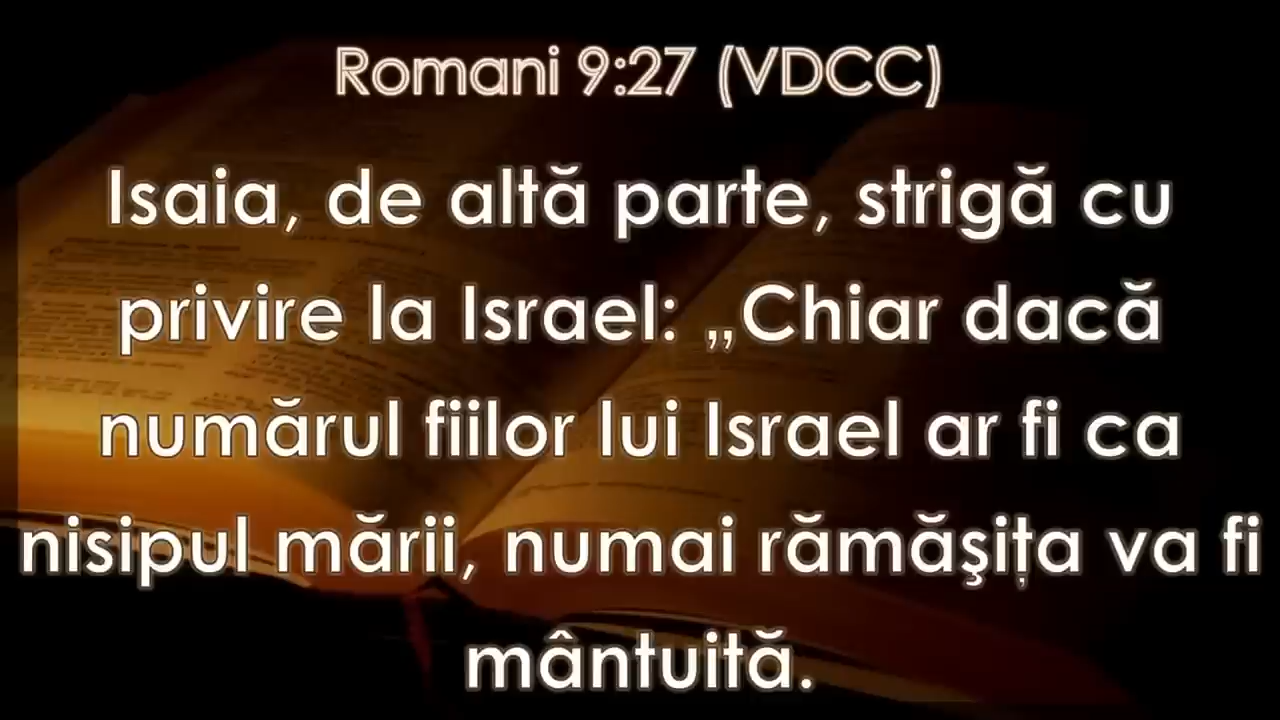 Romani 9:27 (VDCC)
Isaia, de altă parte, strigă cu
privire la Israel: „Chiar dacă
numărul fiilor lui Israel ar fi ca
nisipul mării, numai rămăşița va fi
mântuită.